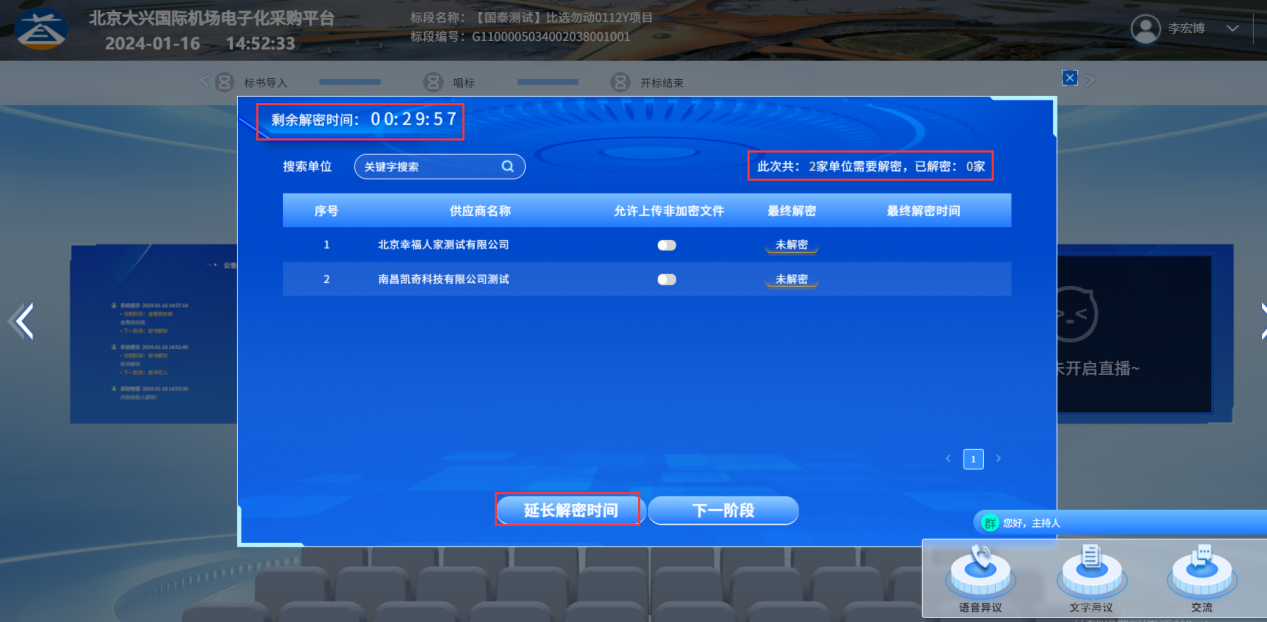 北京大兴国际机场电子化采购平台
2024-01-16 14:52:33
标段名称: 【国泰测试】比选勿动0112Y项目
标段编号: G1100005034002038001001
李宏博
标书导入
唱标
开标结束
剩余解密时间: 00:29:57
搜索单位
关键字搜索
此次共: 2家单位需要解密, 已解密: 0家
序号 供应商名称 允许上传非加密文件 最终解密 最终解密时间
1 北京幸福人家测试有限公司 未解密
2 南昌凯奇科技有限公司测试 未解密
未开启直播~
1
延长解密时间
下一阶段
群
您好, 主持人
语音异议
文字异议
交流